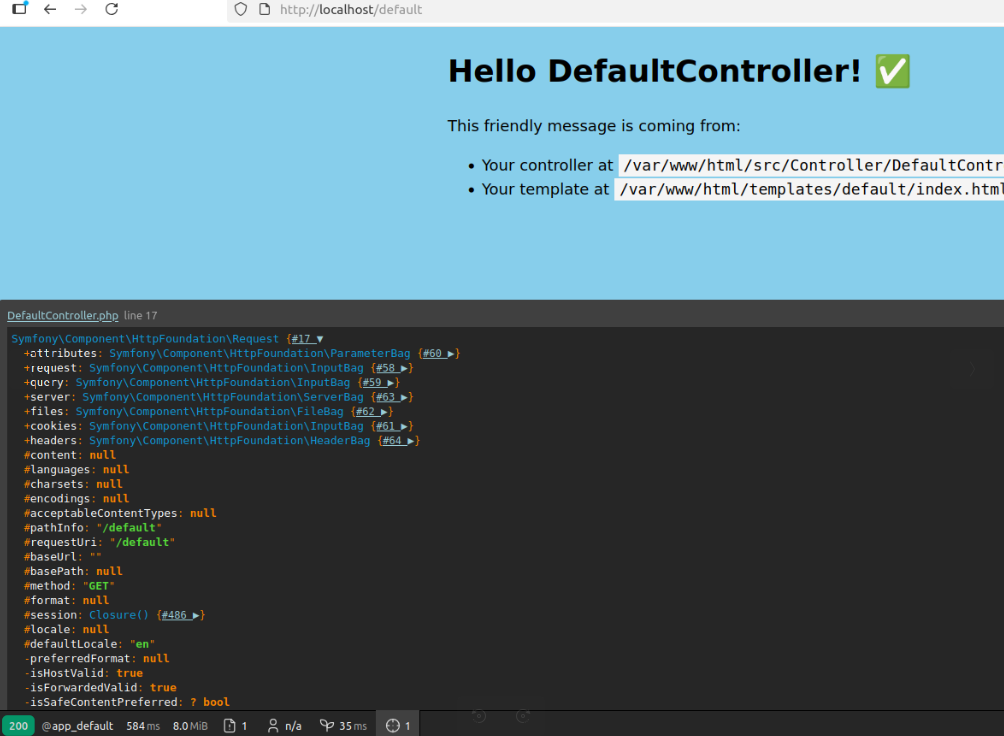 http://localhost/default
Hello DefaultController! ✅
This friendly message is coming from:
• Your controller at /var/www/html/src/Controller/DefaultContr
• Your template at /var/www/html/templates/default/index.html
DefaultController.php line 17
Symfony\Component\HttpFoundation\Request {#17 ▼
+attributes: Symfony\Component\HttpFoundation\ParameterBag {#60 ▶}
+request: Symfony\Component\HttpFoundation\InputBag {#58 ▶}
+query: Symfony\Component\HttpFoundation\InputBag {#59 ▶}
+server: Symfony\Component\HttpFoundation\ServerBag {#63 ▶}
+files: Symfony\Component\HttpFoundation\FileBag {#62 ▶}
+cookies: Symfony\Component\HttpFoundation\InputBag {#61 ▶}
+headers: Symfony\Component\HttpFoundation\HeaderBag {#64 ▶}
#content: null
#languages: null
#charsets: null
#encodings: null
#acceptableContentTypes: null
#pathInfo: "/default"
#requestUri: "/default"
#baseUrl: ""
#basePath: null
#method: "GET"
#format: null
#session: Closure() {#486 ▶}
#locale: null
#defaultLocale: "en"
-preferredFormat: null
-isHostValid: true
-isForwardedValid: true
-isSafeContentPreferred: ? bool
200 @app_default 584 ms 8.0 MiB 1 n/a 35 ms 1